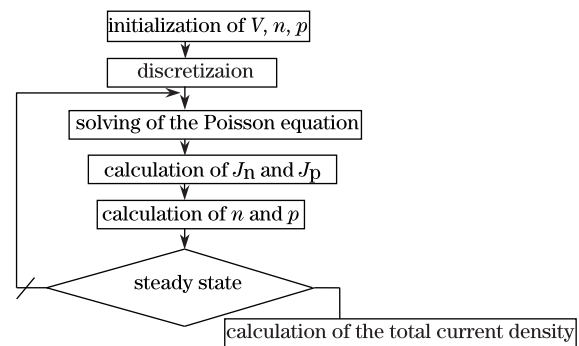 initialization of V, n, p
discretizaion
solving of the Poisson equation
calculation of Jn and Jp
calculation of n and p
steady state
calculation of the total current density